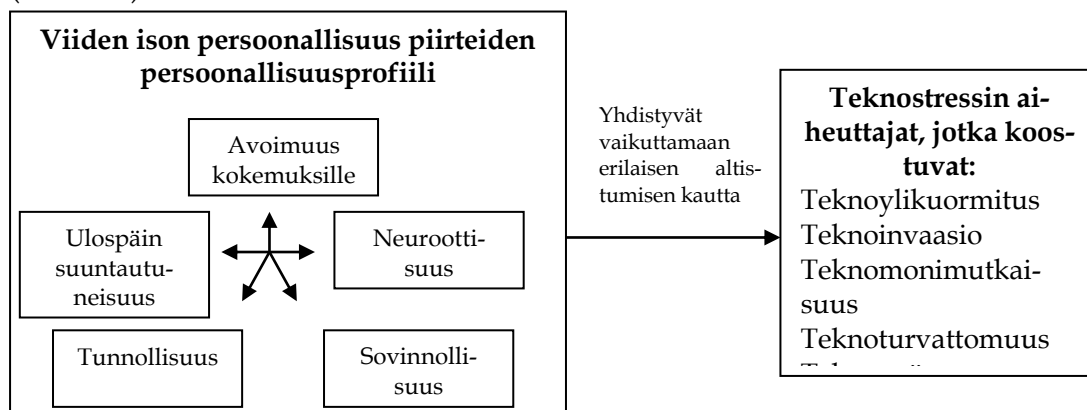 Viiden ison persoonallisuus piirteiden
persoonallisuusprofiili
Avoimuus
kokemuksille
Ulospäin
suuntautu-
neisuus
Neurootti-
suus
Tunnollisuus
Sovinnolli-
suus
Yhdistyvät
vaikuttamaan
erilaisen altis-
tumisen kautta
Teknostressin ai-
heuttajat, jotka koos-
tuvat:
Teknoylikuormitus
Teknoinvaasio
Teknomonimutkai-
suus
Teknoturvattomuus